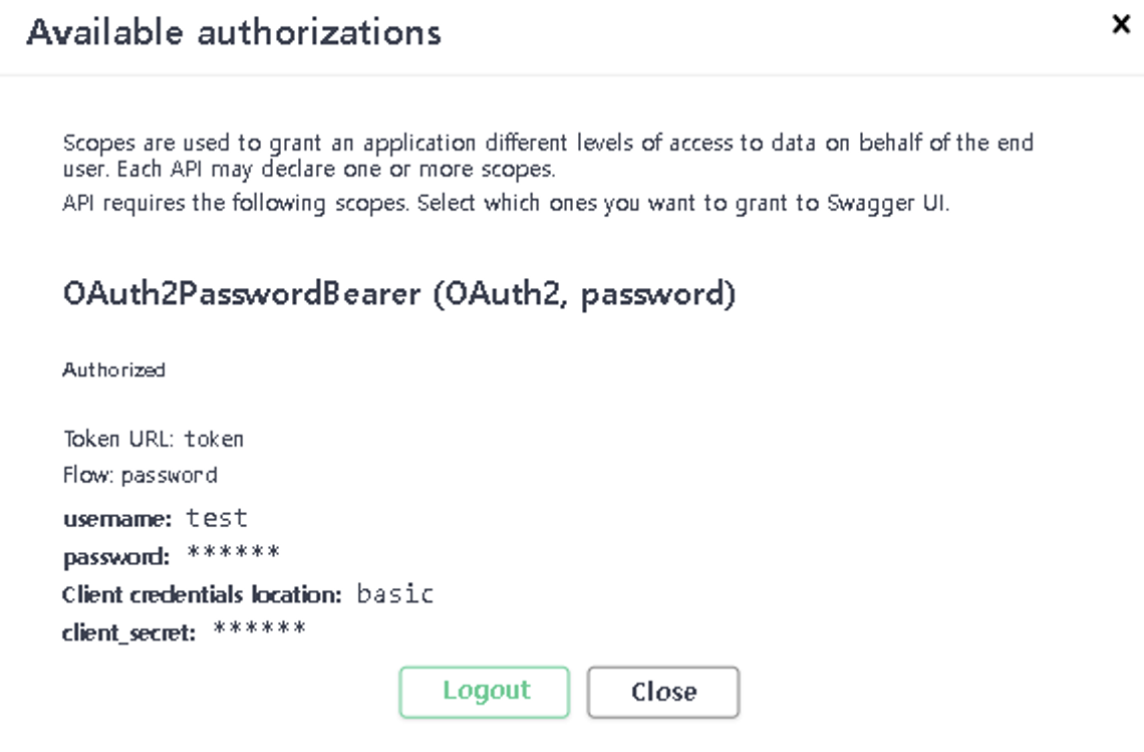 Available authorizations
Scopes are used to grant an application different levels of access to data on behalf of the end
user. Each API may declare one or more scopes.
API requires the following scopes. Select which ones you want to grant to Swagger UI.
OAuth2PasswordBearer (OAuth2, password)
Authorized
Token URL: token
Flow: password
username: test
password: ******
Client credentials location: basic
client_secret: ******
Logout Close